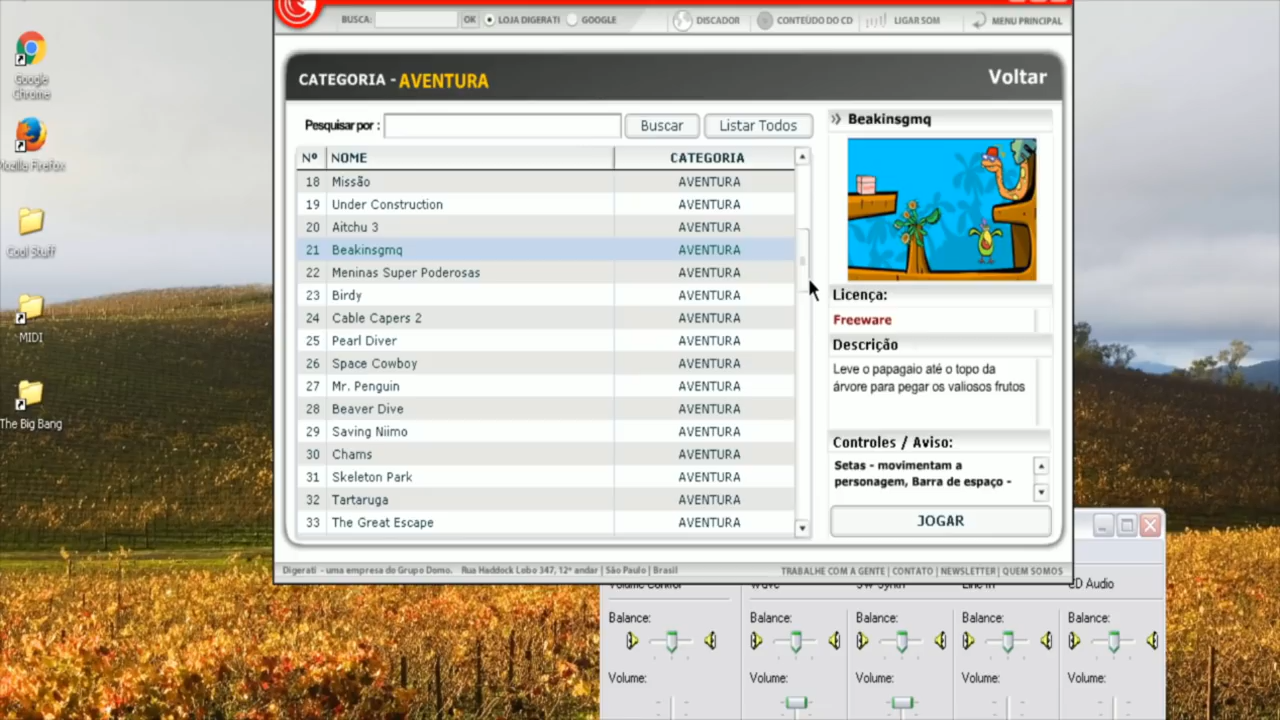 BUSCA: OK LOJA DIGERATI GOOGLE DISCADOR CONTEÚDO DO CD LIGAR SOM MENU PRINCIPAL
Google
Chrome
Mozilla Firefox
Cool Stuff
MIDI
The Big Bang
CATEGORIA - AVENTURA Voltar
Pesquisar por : Buscar Listar Todos
Nº NOME CATEGORIA
18 Missão AVENTURA
19 Under Construction AVENTURA
20 Aitchu 3 AVENTURA
21 Beakinsgmq AVENTURA
22 Meninas Super Poderosas AVENTURA
23 Birdy AVENTURA
24 Cable Capers 2 AVENTURA
25 Pearl Diver AVENTURA
26 Space Cowboy AVENTURA
27 Mr. Penguin AVENTURA
28 Beaver Dive AVENTURA
29 Saving Niimo AVENTURA
30 Chams AVENTURA
31 Skeleton Park AVENTURA
32 Tartaruga AVENTURA
33 The Great Escape AVENTURA
Beakinsgmq
Licença:
Freeware
Descrição
Leve o papagaio até o topo da
árvore para pegar os valiosos frutos
Controles / Aviso:
Setas - movimentam a
personagem, Barra de espaço -
JOGAR
Digerati - uma empresa do Grupo Domo. Rua Haddock Lobo 347, 12º andar | São Paulo | Brasil
TRABALHE COM A GENTE | CONTATO | NEWSLETTER | QUEM SOMOS
Volume Control Wave SW Synth Line In CD Audio
Balance: Balance: Balance: Balance: Balance:
Volume: Volume: Volume: Volume: Volume: